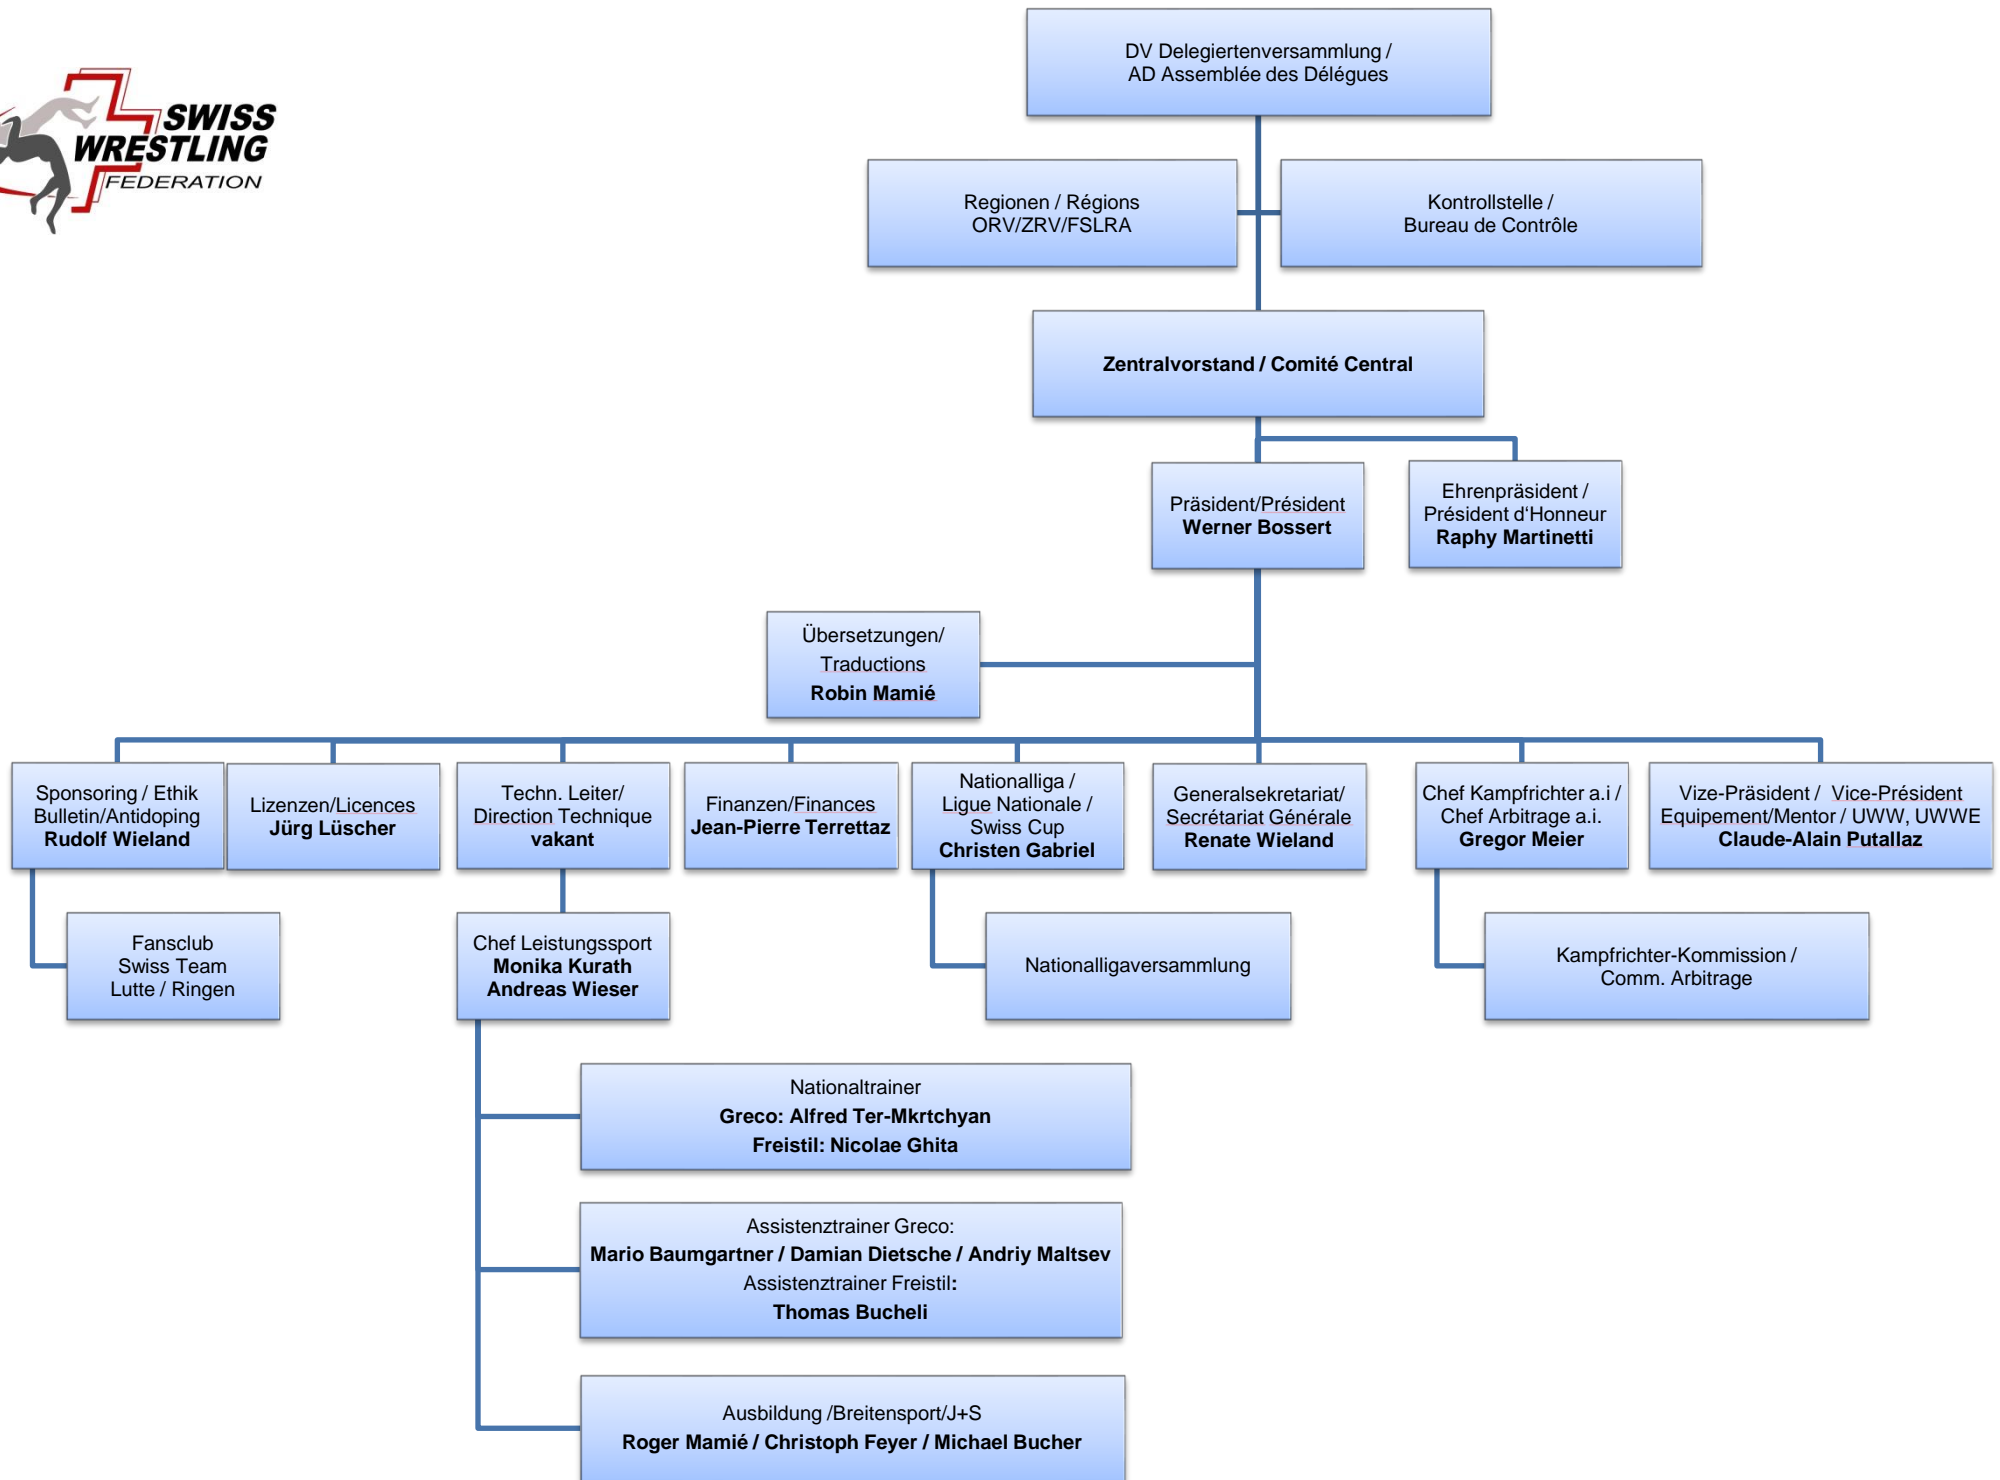 SWISS
WRESTLING
FEDERATION
DV Delegiertenversammlung /
AD Assemblée des Délégues
Regionen / Régions
ORV/ZRV/FSLRA
Kontrollstelle /
Bureau de Contrôle
Zentralvorstand / Comité Central
Präsident/Président
Werner Bossert
Ehrenpräsident /
Président d‘Honneur
Raphy Martinetti
Übersetzungen/
Traductions
Robin Mamié
Sponsoring / Ethik
Bulletin/Antidoping
Rudolf Wieland
Lizenzen/Licences
Jürg Lüscher
Techn. Leiter/
Direction Technique
vakant
Finanzen/Finances
Jean-Pierre Terrettaz
Nationalliga /
Ligue Nationale /
Swiss Cup
Christen Gabriel
Generalsekretariat/
Secrétariat Générale
Renate Wieland
Chef Kampfrichter a.i /
Chef Arbitrage a.i.
Gregor Meier
Vize-Präsident / Vice-Président
Equipement/Mentor / UWW, UWWE
Claude-Alain Putallaz
Fansclub
Swiss Team
Lutte / Ringen
Chef Leistungssport
Monika Kurath
Andreas Wieser
Nationalligaversammlung
Kampfrichter-Kommission /
Comm. Arbitrage
Nationaltrainer
Greco: Alfred Ter-Mkrtchyan
Freistil: Nicolae Ghita
Assistenztrainer Greco:
Mario Baumgartner / Damian Dietsche / Andriy Maltsev
Assistenztrainer Freistil:
Thomas Bucheli
Ausbildung /Breitensport/J+S
Roger Mamié / Christoph Feyer / Michael Bucher